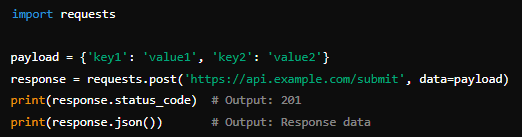 import requests
payload = {'key1': 'value1', 'key2': 'value2'}
response = requests.post('https://api.example.com/submit', data=payload)
print(response.status_code)  # Output: 201
print(response.json())       # Output: Response data